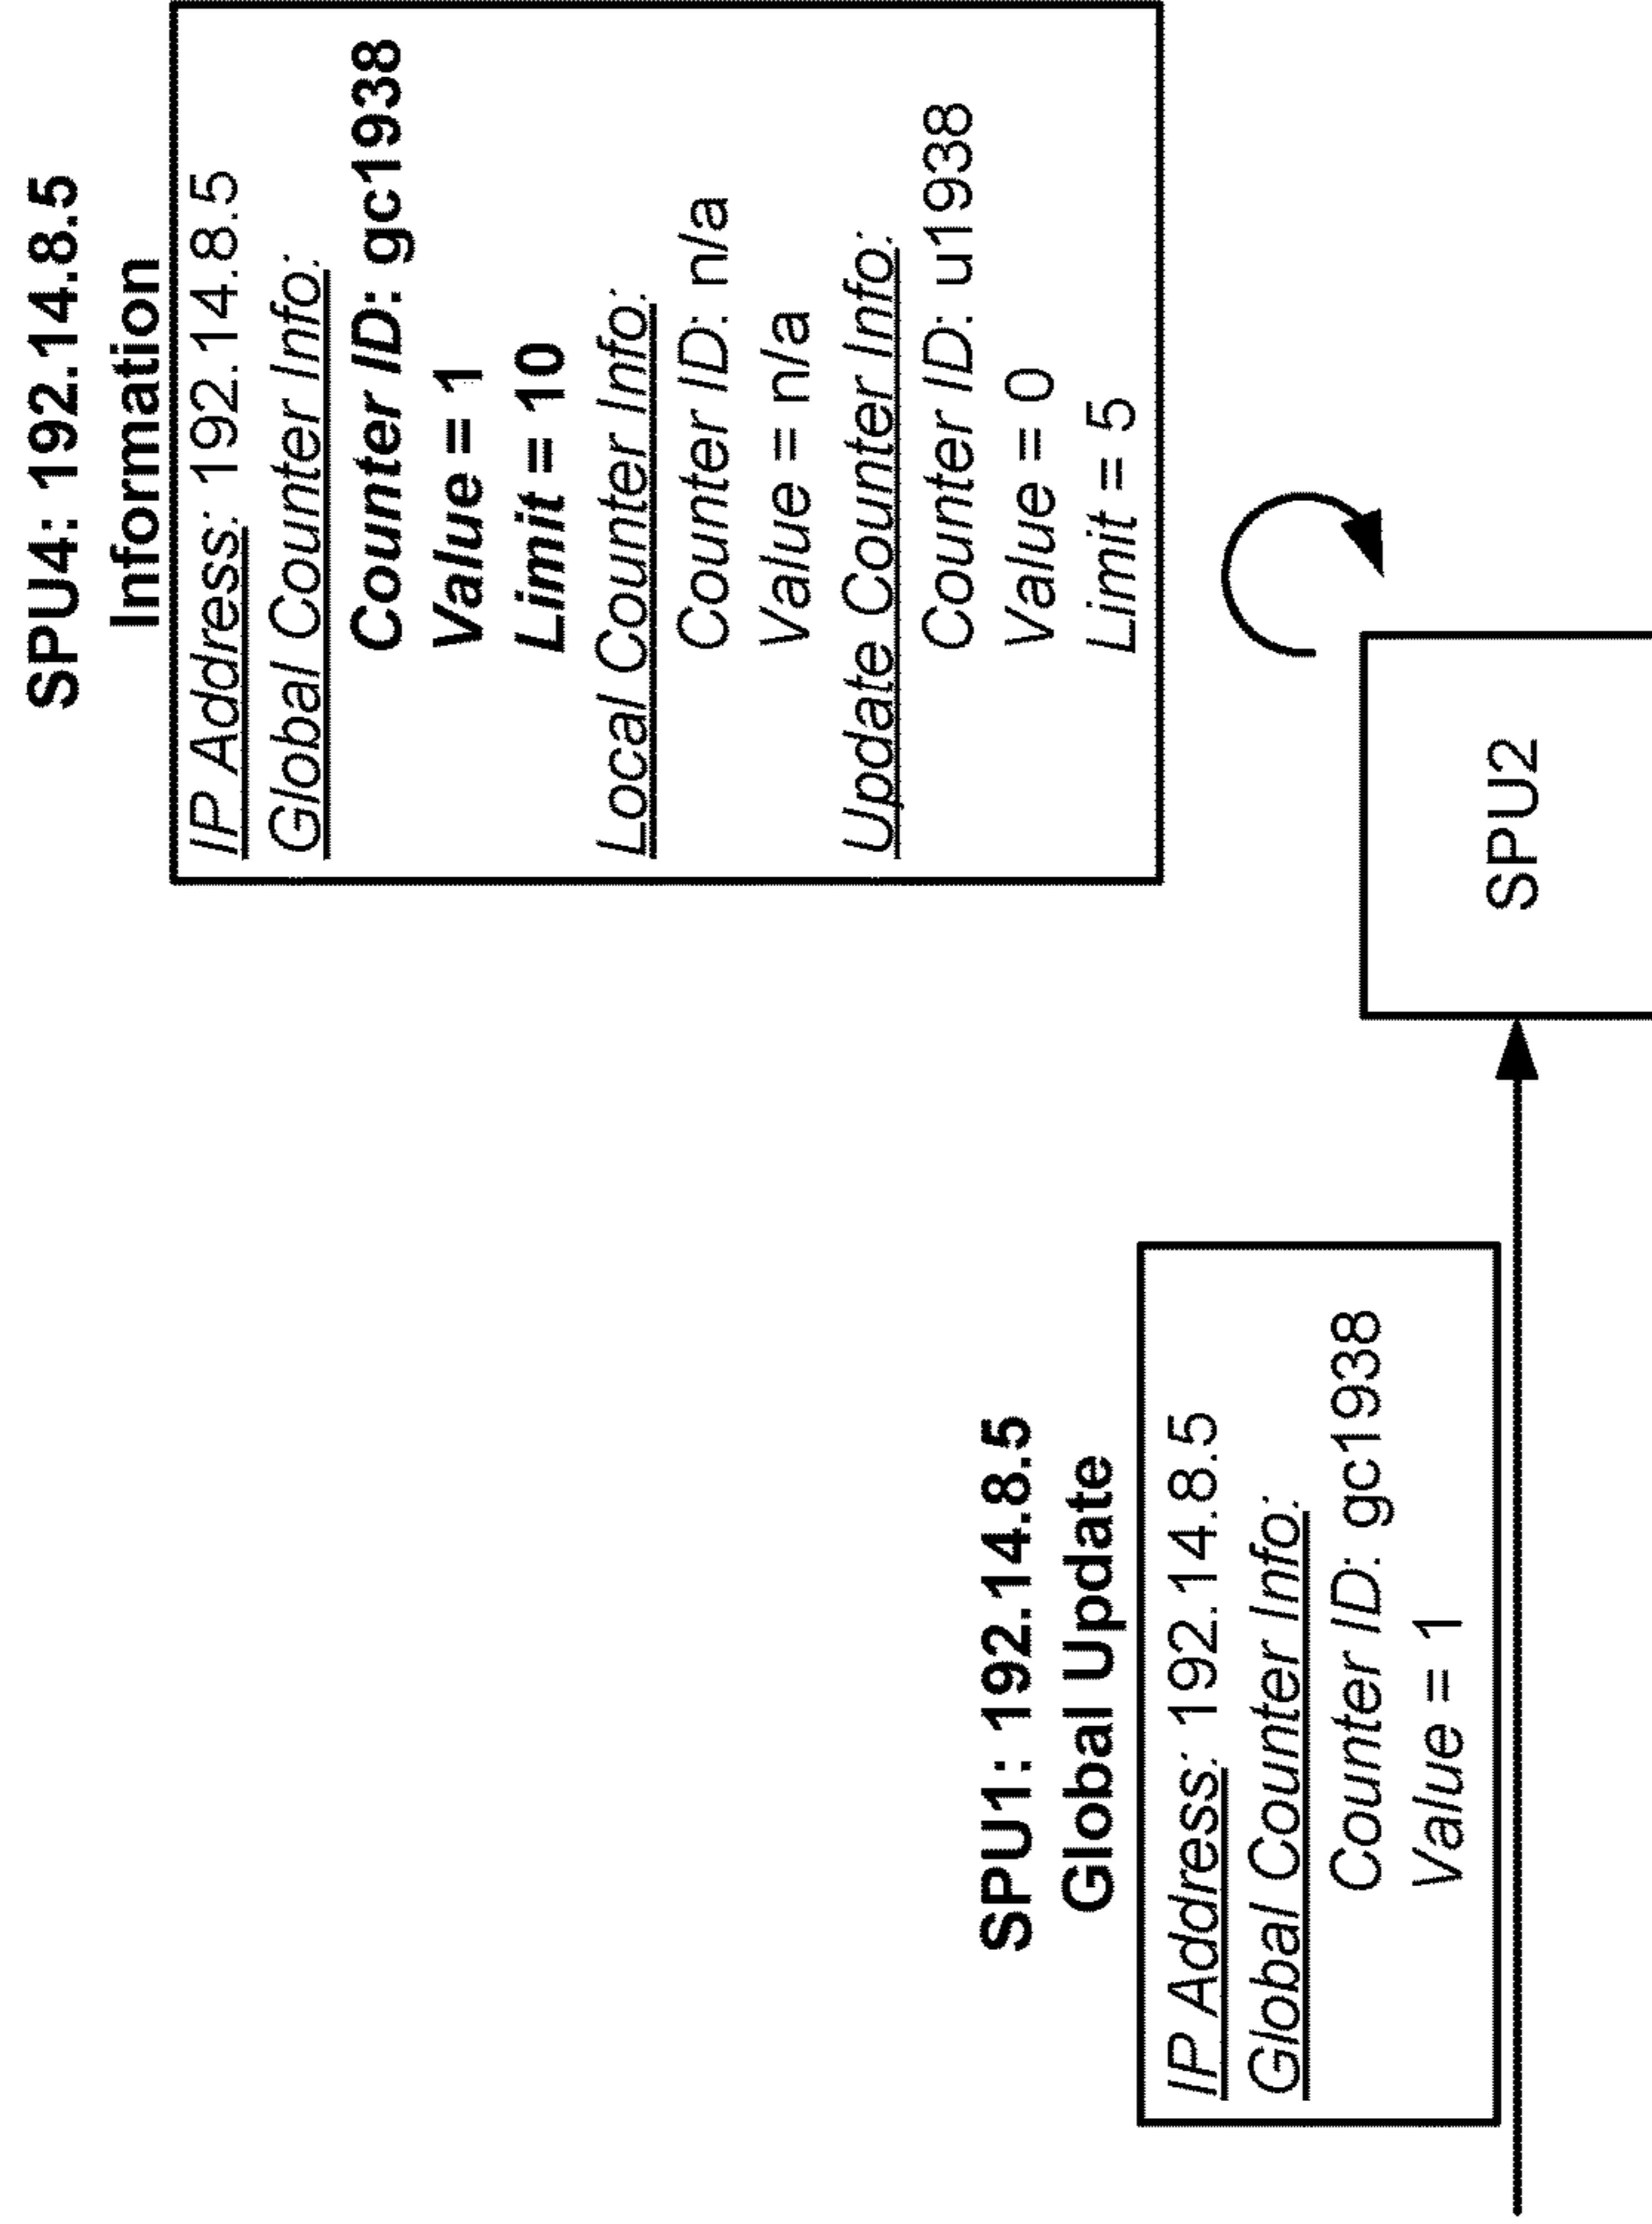 SPU4: 192.14.8.5
Information
IP Address: 192.14.8.5
Global Counter Info:
Counter ID: gc1938
Value = 1
Limit = 10
Local Counter Info:
Counter ID: n/a
Value = n/a
Update Counter Info:
Counter ID: u1938
Value = 0
Limit = 5
SPU1: 192.14.8.5
Global Update
IP Address: 192.14.8.5
Global Counter Info:
Counter ID: gc1938
Value = 1
SPU2